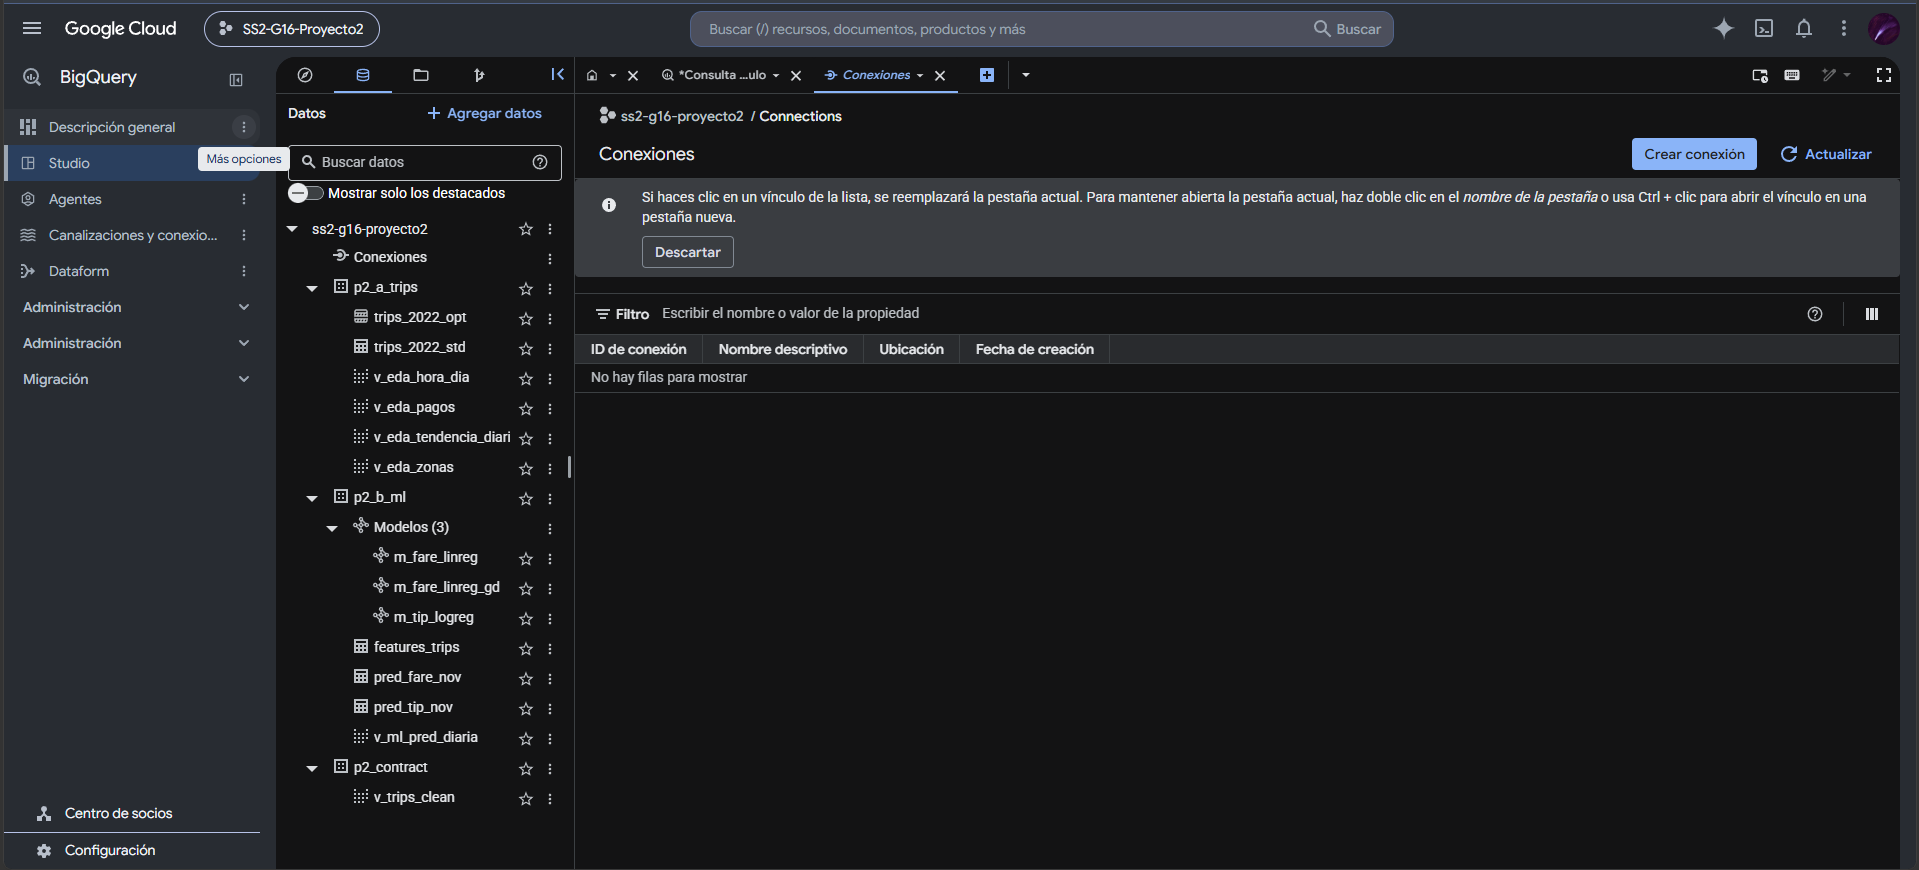 Google Cloud
SS2-G16-Proyecto2
Buscar (/) recursos, documentos, productos y más
Buscar
BigQuery
Descripción general
Más opciones
Studio
Agentes
Canalizaciones y conexio...
Dataform
Administración
Administración
Migración
Centro de socios
Configuración
Datos
Agregar datos
Buscar datos
Mostrar solo los destacados
ss2-g16-proyecto2
Conexiones
p2_a_trips
trips_2022_opt
trips_2022_std
v_eda_hora_dia
v_eda_pagos
v_eda_tendencia_diari
v_eda_zonas
p2_b_ml
Modelos (3)
m_fare_linreg
m_fare_linreg_gd
m_tip_logreg
features_trips
pred_fare_nov
pred_tip_nov
v_ml_pred_diaria
p2_contract
v_trips_clean
*Consulta ...ulo
Conexiones
ss2-g16-proyecto2 / Connections
Conexiones
Crear conexión
Actualizar
Si haces clic en un vínculo de la lista, se reemplazará la pestaña actual. Para mantener abierta la pestaña actual, haz doble clic en el nombre de la pestaña o usa Ctrl + clic para abrir el vínculo en una
pestaña nueva.
Descartar
Filtro Escribir el nombre o valor de la propiedad
ID de conexión Nombre descriptivo Ubicación Fecha de creación
No hay filas para mostrar